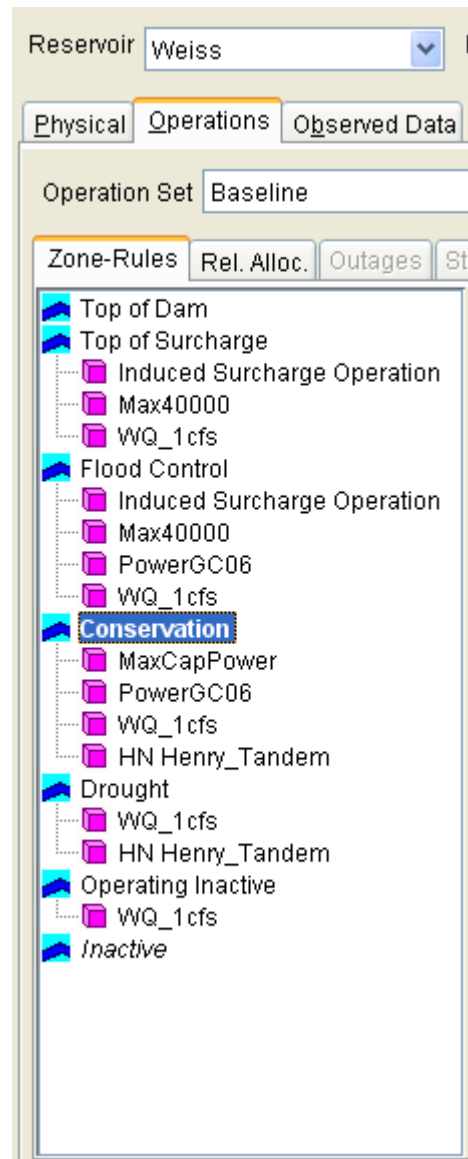 Reservoir Weiss
Physical Operations Observed Data
Operation Set Baseline
Zone-Rules Rel. Alloc. Outages St
Top of Dam
Top of Surcharge
Induced Surcharge Operation
Max40000
WQ_1cfs
Flood Control
Induced Surcharge Operation
Max40000
PowerGC06
WQ_1cfs
Conservation
MaxCapPower
PowerGC06
WQ_1cfs
HN Henry_Tandem
Drought
WQ_1cfs
HN Henry_Tandem
Operating Inactive
WQ_1cfs
Inactive